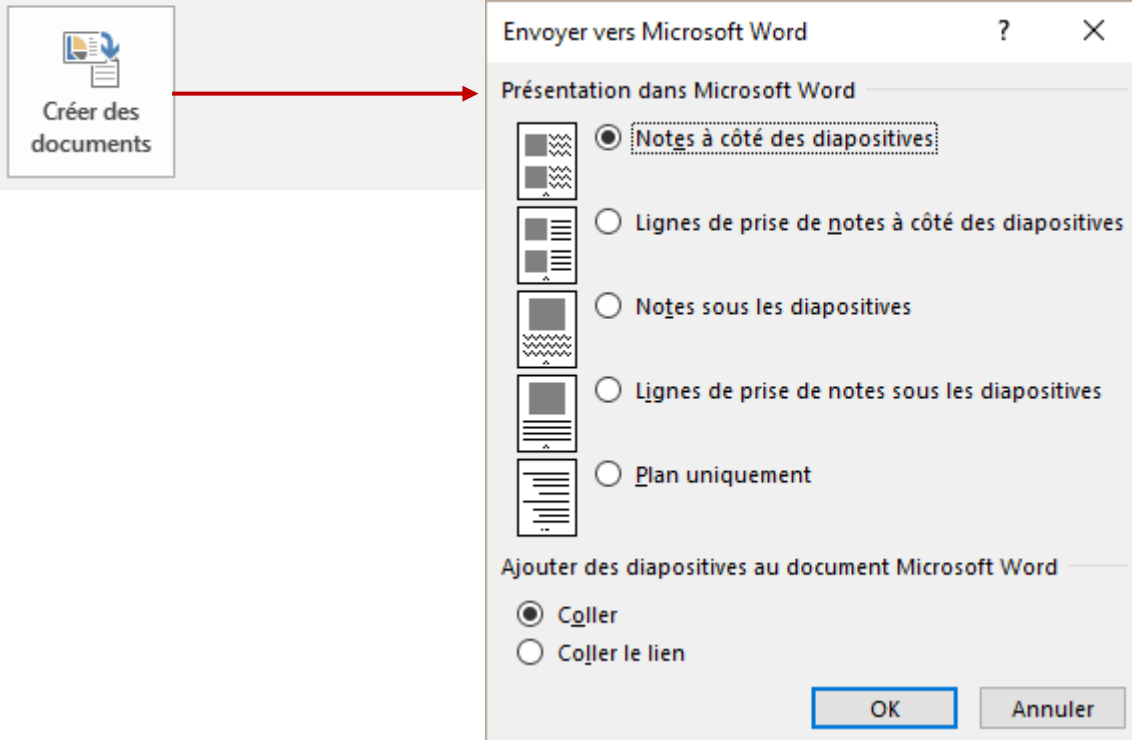 Créer des
documents
Envoyer vers Microsoft Word
?
Présentation dans Microsoft Word
Notes à côté des diapositives
Lignes de prise de notes à côté des diapositives
Notes sous les diapositives
Lignes de prise de notes sous les diapositives
Plan uniquement
Ajouter des diapositives au document Microsoft Word
Coller
Coller le lien
OK
Annuler